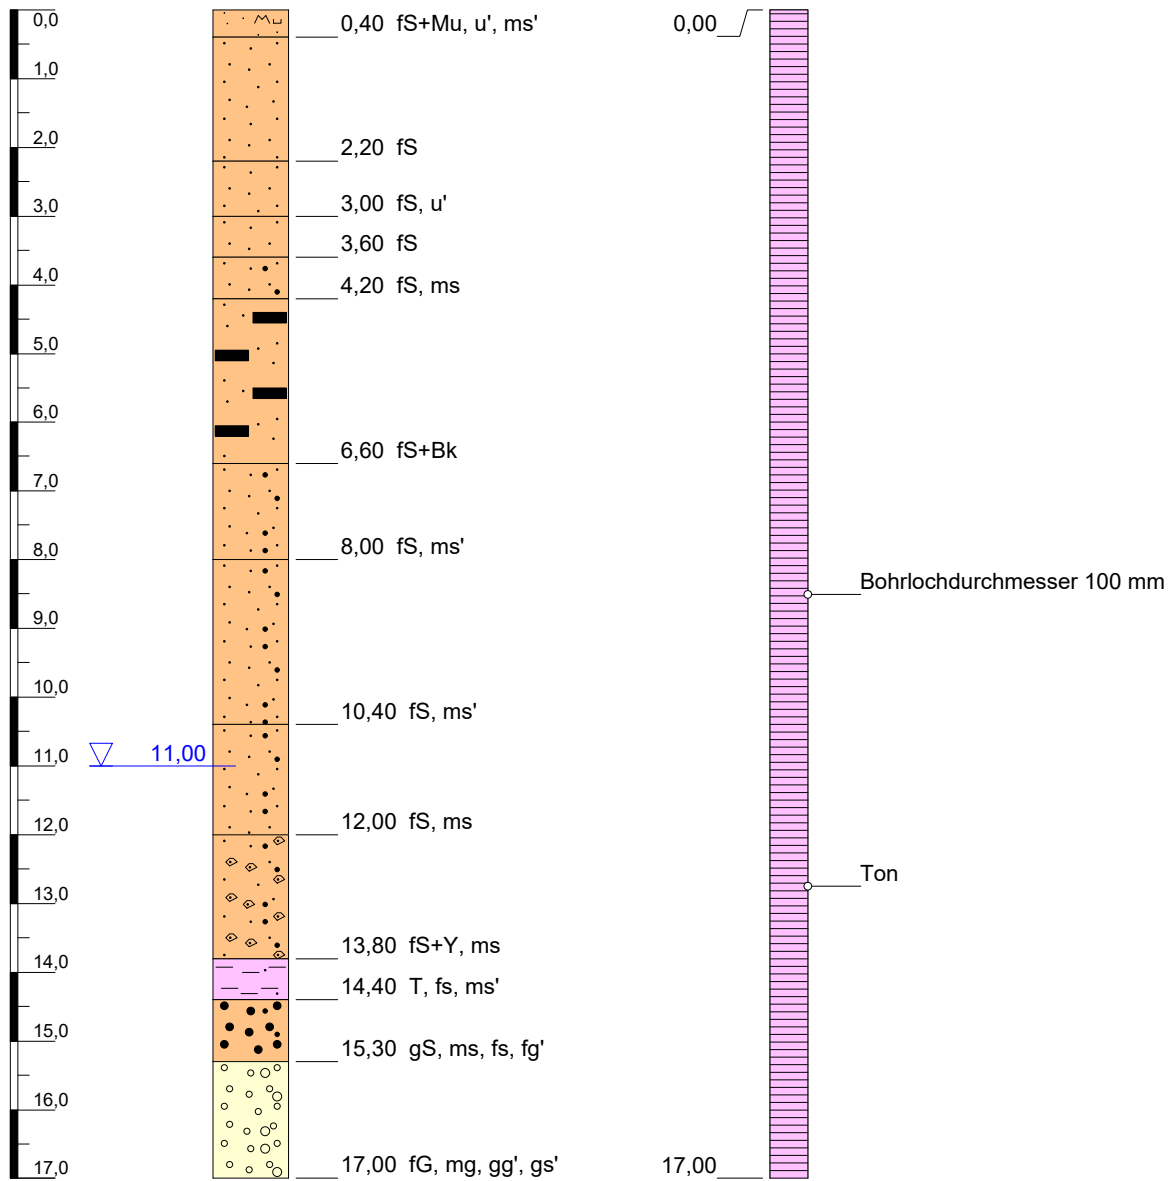 0,0
0,40 fS+Mu, u', ms'
0,00
1,0
2,0
2,20 fS
3,0
3,00 fS, u'
3,60 fS
4,0
4,20 fS, ms
5,0
6,0
6,60 fS+Bk
7,0
8,0
8,00 fS, ms'
Bohrlochdurchmesser 100 mm
9,0
10,0
10,40 fS, ms'
11,0
11,00
12,0
12,00 fS, ms
Ton
13,0
13,80 fS+Y, ms
14,0
14,40 T, fs, ms'
15,0
15,30 gS, ms, fs, fg'
16,0
17,0
17,00 fG, mg, gg', gs'
17,00